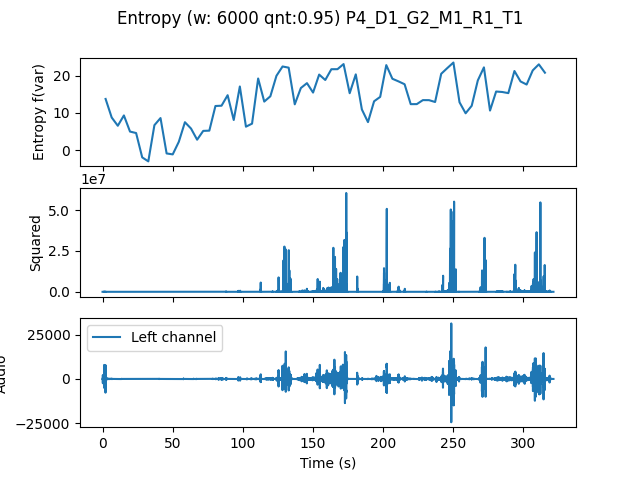 Entropy (w: 6000 qnt:0.95) P4_D1_G2_M1_R1_T1
Entropy f(var)
20
10
0
1e7
Squared
5.0
2.5
0.0
Audio
25000
0
−25000
Left channel
0 50 100 150 200 250 300
Time (s)